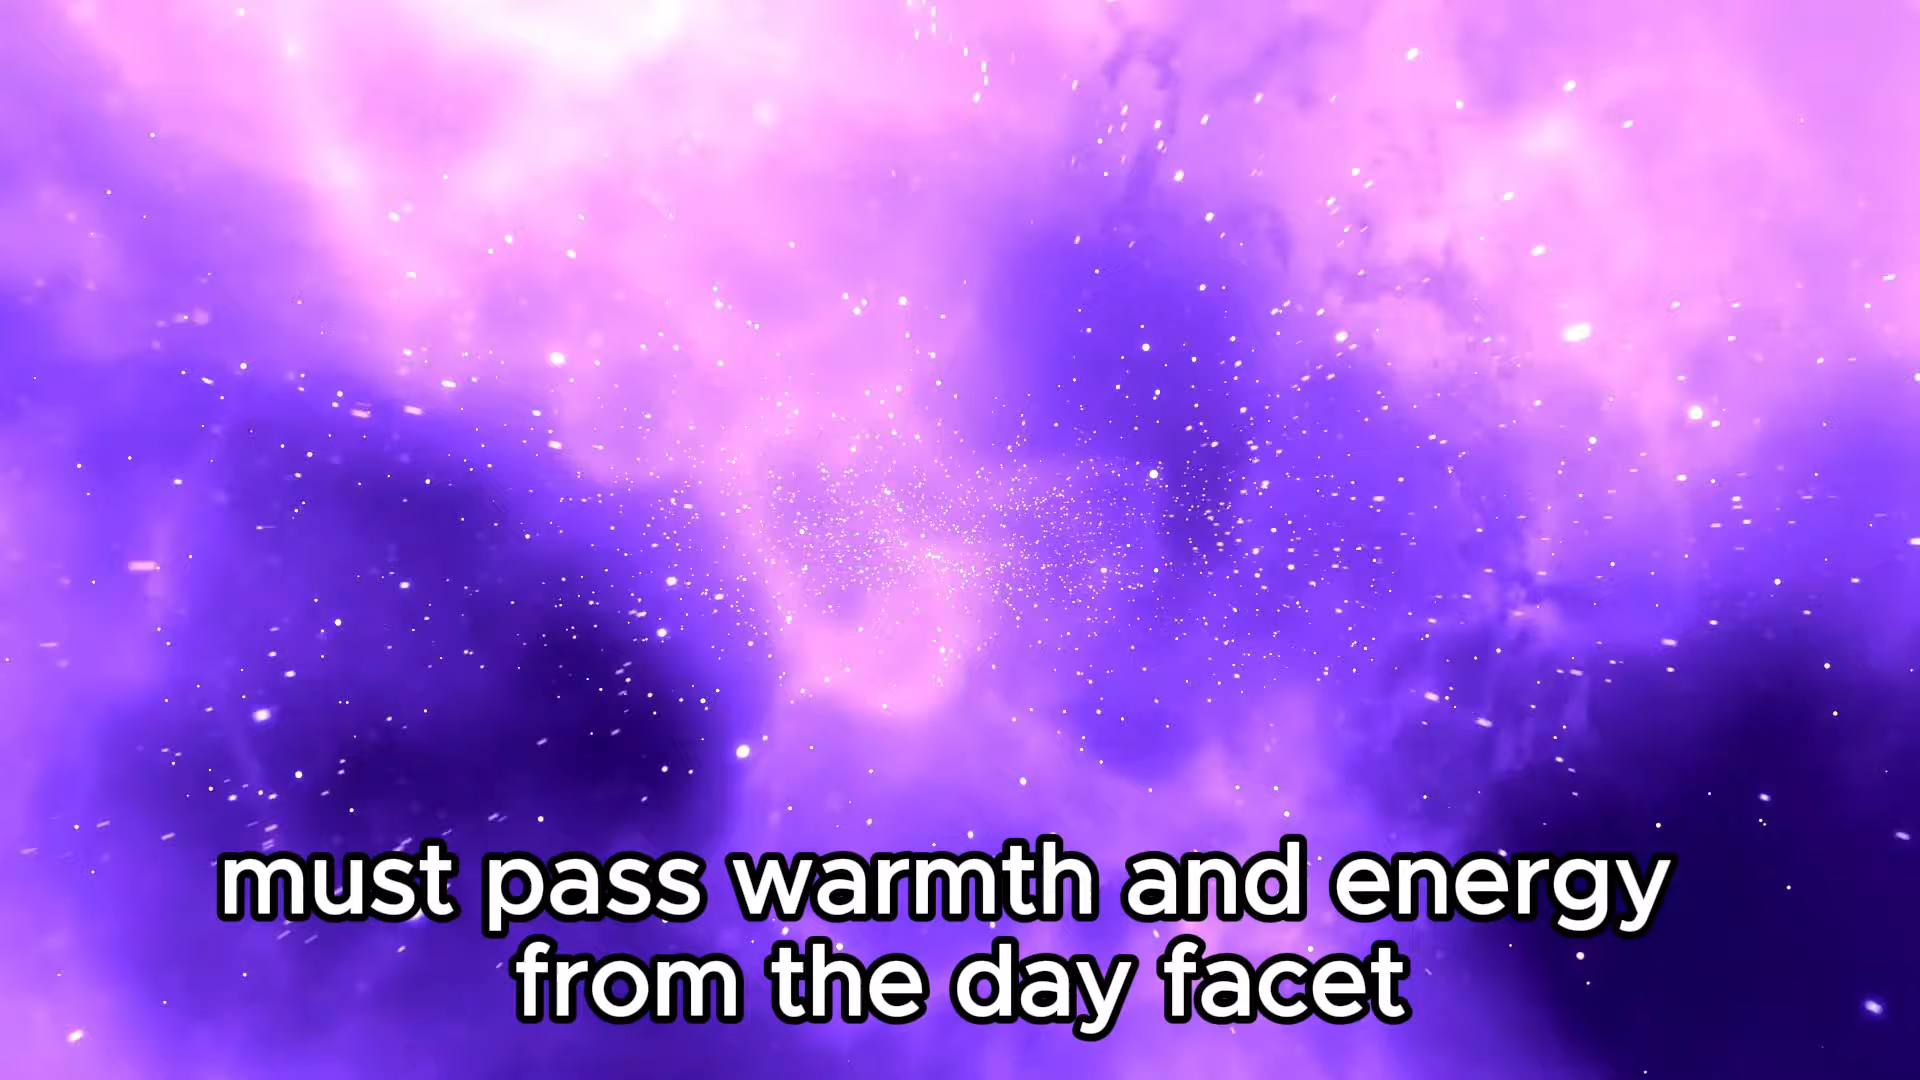 must pass warmth and energy
from the day facet